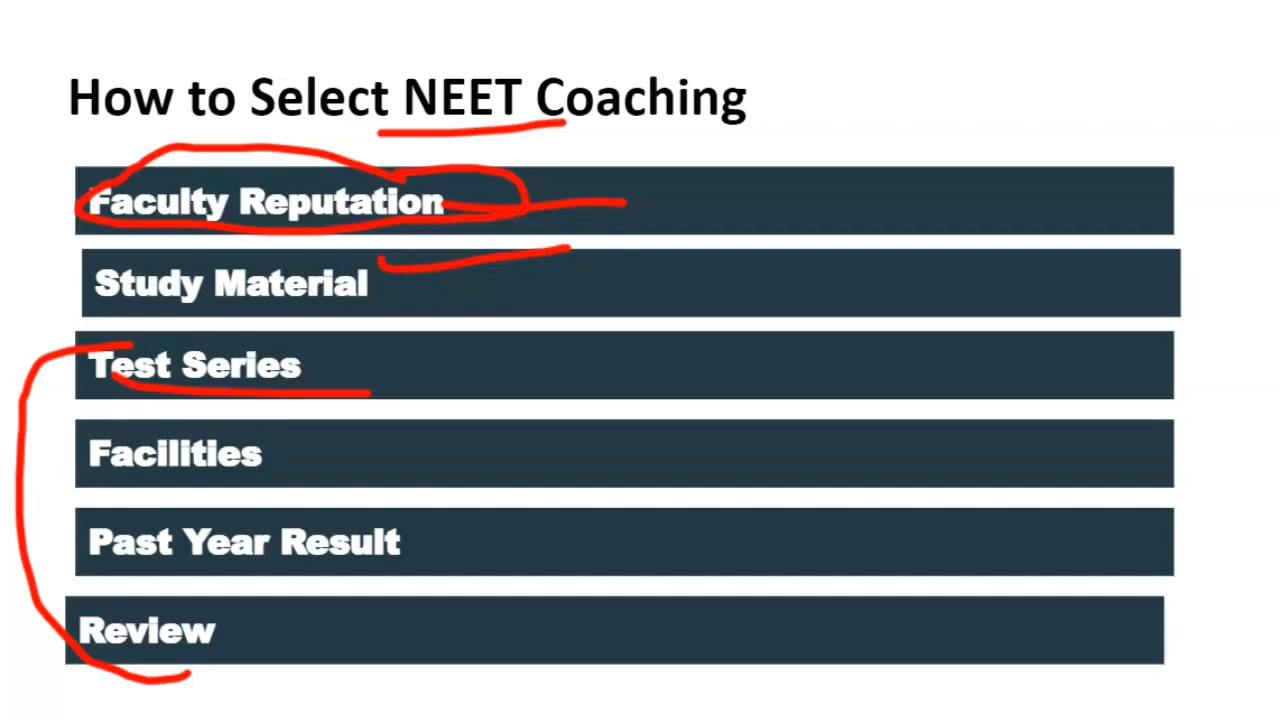 How to Select NEET Coaching
Faculty Reputation
Study Material
Test Series
Facilities
Past Year Result
Review